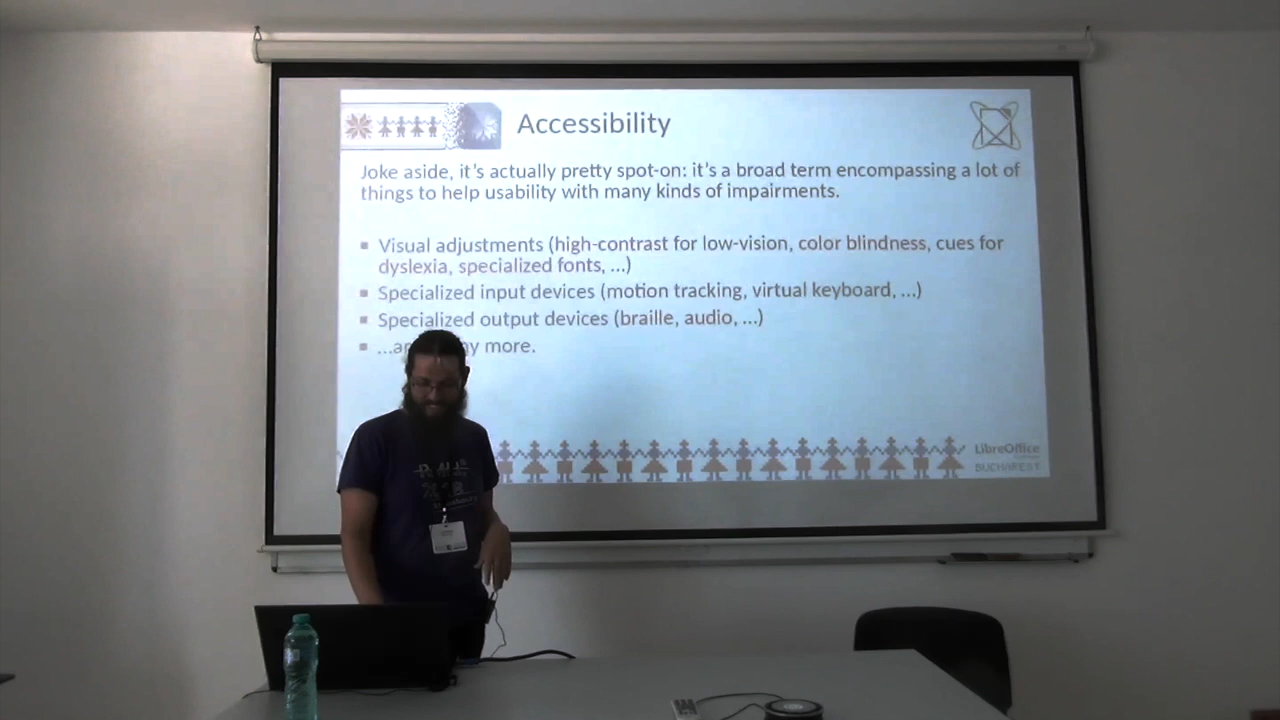 Accessibility
Joke aside, it's actually pretty spot-on: it's a broad term encompassing a lot of
things to help usability with many kinds of impairments.
Visual adjustments (high-contrast for low-vision, color blindness, cues for
dyslexia, specialized fonts, ...)
Specialized input devices (motion tracking, virtual keyboard, ...)
Specialized output devices (braille, audio, ...)
... more.
LibreOffice
BUCHAREST